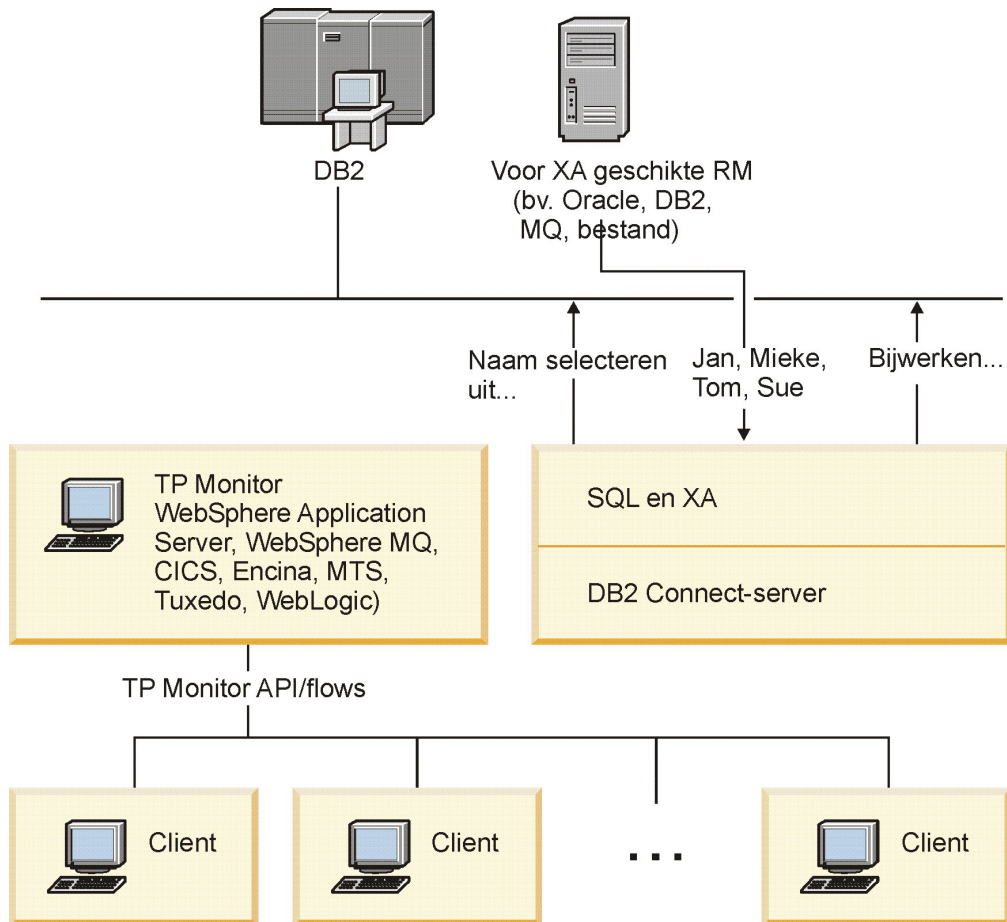 DB2
Voor XA geschikte RM
(bv. Oracle, DB2,
MQ, bestand)
Naam selecteren
uit...
Jan, Mieke,
Tom, Sue
Bijwerken...
TP Monitor
WebSphere Application
Server, WebSphere MQ,
CICS, Encina, MTS,
Tuxedo, WebLogic)
SQL en XA
DB2 Connect-server
TP Monitor API/flows
Client
Client
...
Client